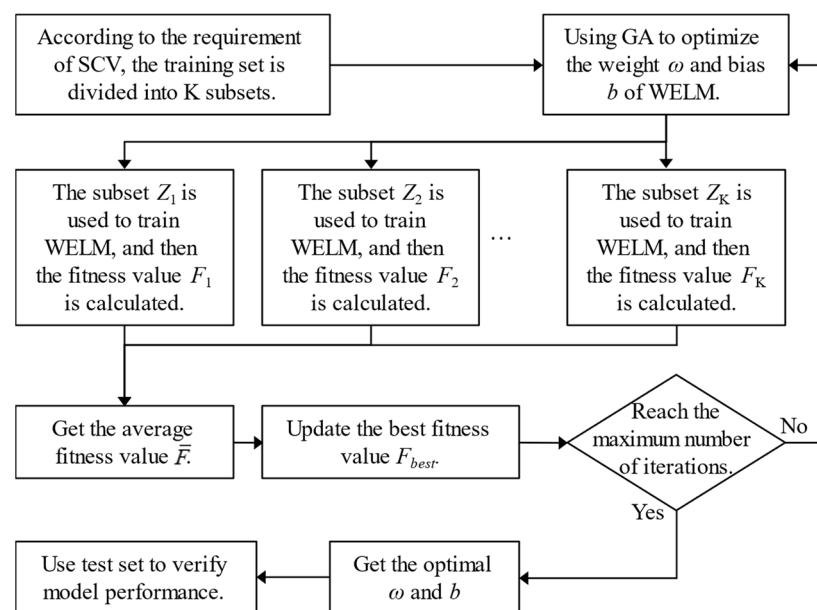 According to the requirement
of SCV, the training set is
divided into K subsets.
Using GA to optimize
the weight ω and bias
b of WELM.
The subset Z₁ is
used to train
WELM, and then
the fitness value F₁
is calculated.
The subset Z₂ is
used to train
WELM, and then
the fitness value F₂
is calculated.
...
The subset Z_K is
used to train
WELM, and then
the fitness value F_K
is calculated.
Get the average
fitness value F̄.
Update the best fitness
value F_best.
Reach the
maximum number
of iterations.
No
Yes
Get the optimal
ω and b
Use test set to verify
model performance.